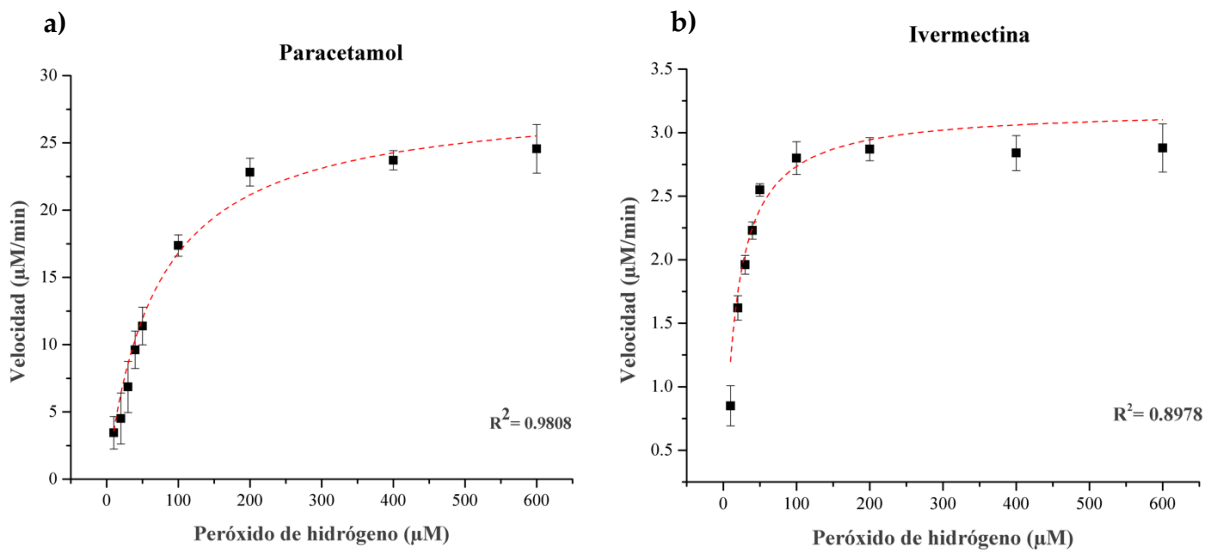 a)
Paracetamol
30
25
20
15
10
5
0
Velocidad (µM/min)
R²= 0.9808
0 100 200 300 400 500 600
Peróxido de hidrógeno (µM)
b)
Ivermectina
3.5
3.0
2.5
2.0
1.5
1.0
0.5
Velocidad (µM/min)
R²= 0.8978
0 100 200 300 400 500 600
Peróxido de hidrógeno (µM)